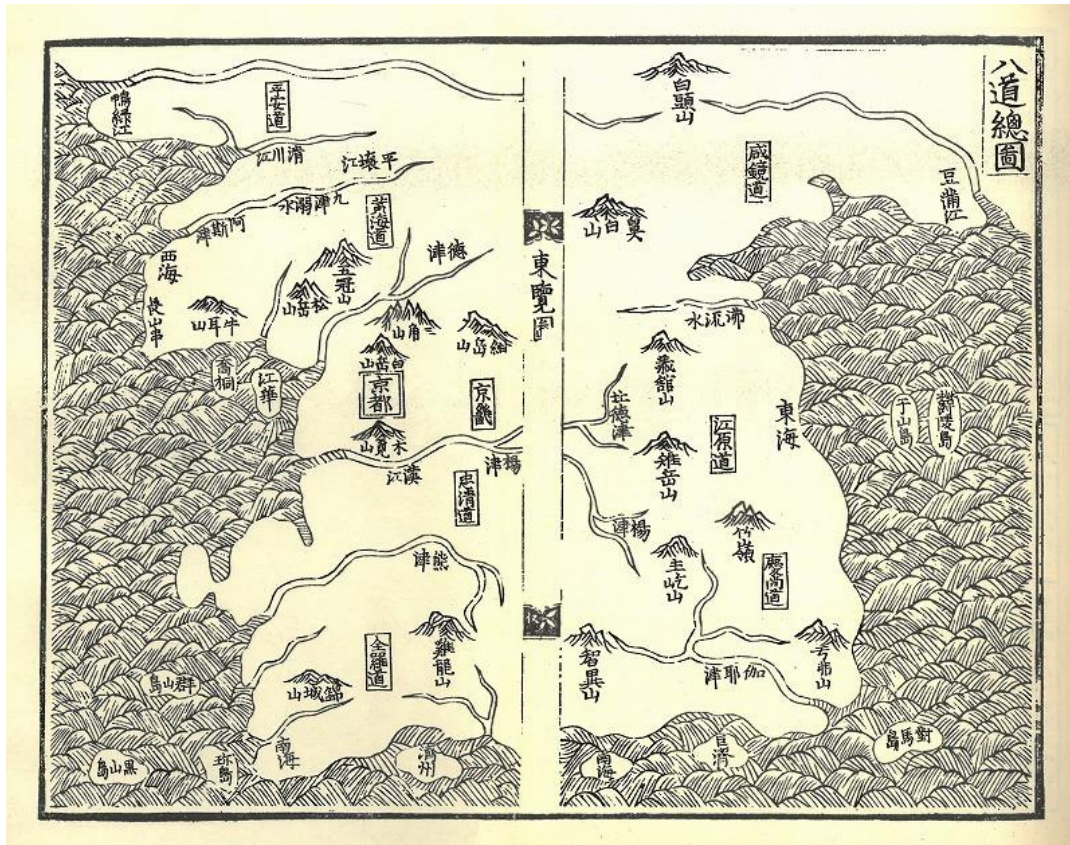 八道總圖
豆滿江
咸鏡道
白頭山
沸流水
東海
鬱陵島
于山島
江原道
雉岳山
楊津
竹嶺
主屹山
慶尚道
于弗山
伽耶津
智異山
對馬島
巨濟
南海
東覽圖
平安道
鴨綠江
清川江
平壤江
九津溺水
阿斯津
黃海道
西海
長山串
牛耳山
松岳山
五冠山
德津
三角山
紺岳山
白岳山
京都
京畿
木覓山
喬桐
江華
漢江
楊津
忠清道
熊津
雞龍山
全羅道
錦城山
群山島
黑山島
珍島
南海
濟州